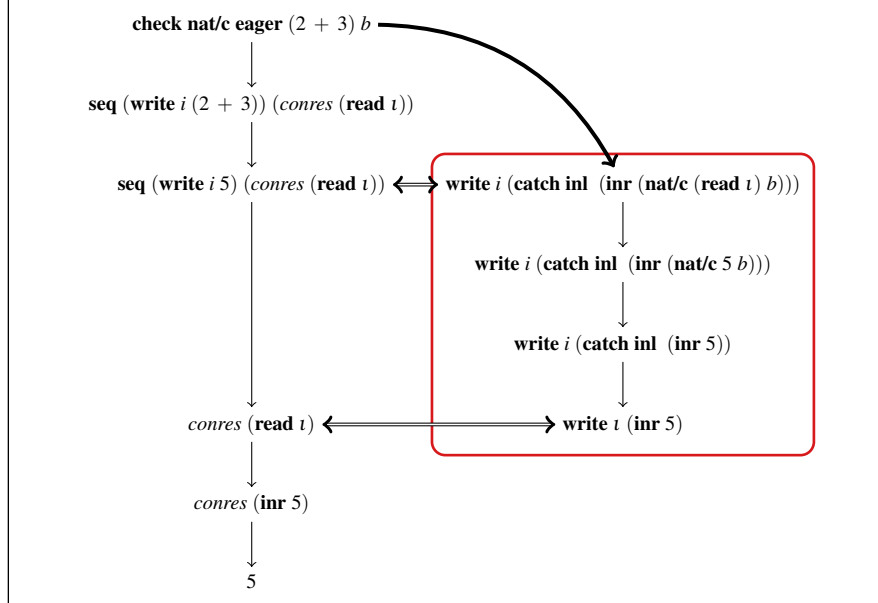 check nat/c eager (2 + 3) b
seq (write i (2 + 3)) (conres (read ι))
seq (write i 5) (conres (read ι))
write i (catch inl (inr (nat/c (read ι) b)))
write i (catch inl (inr (nat/c 5 b)))
write i (catch inl (inr 5))
conres (read ι)
write ι (inr 5)
conres (inr 5)
5